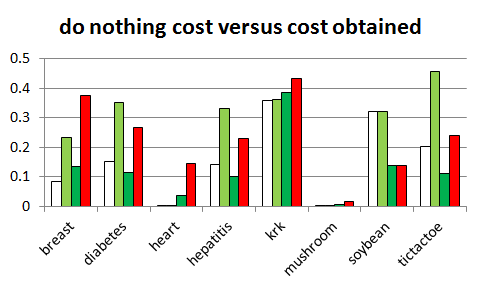 do nothing cost versus cost obtained
0.5
0.4
0.3
0.2
0.1
0
breast
diabetes
heart
hepatitis
krk
mushroom
soybean
tictactoe